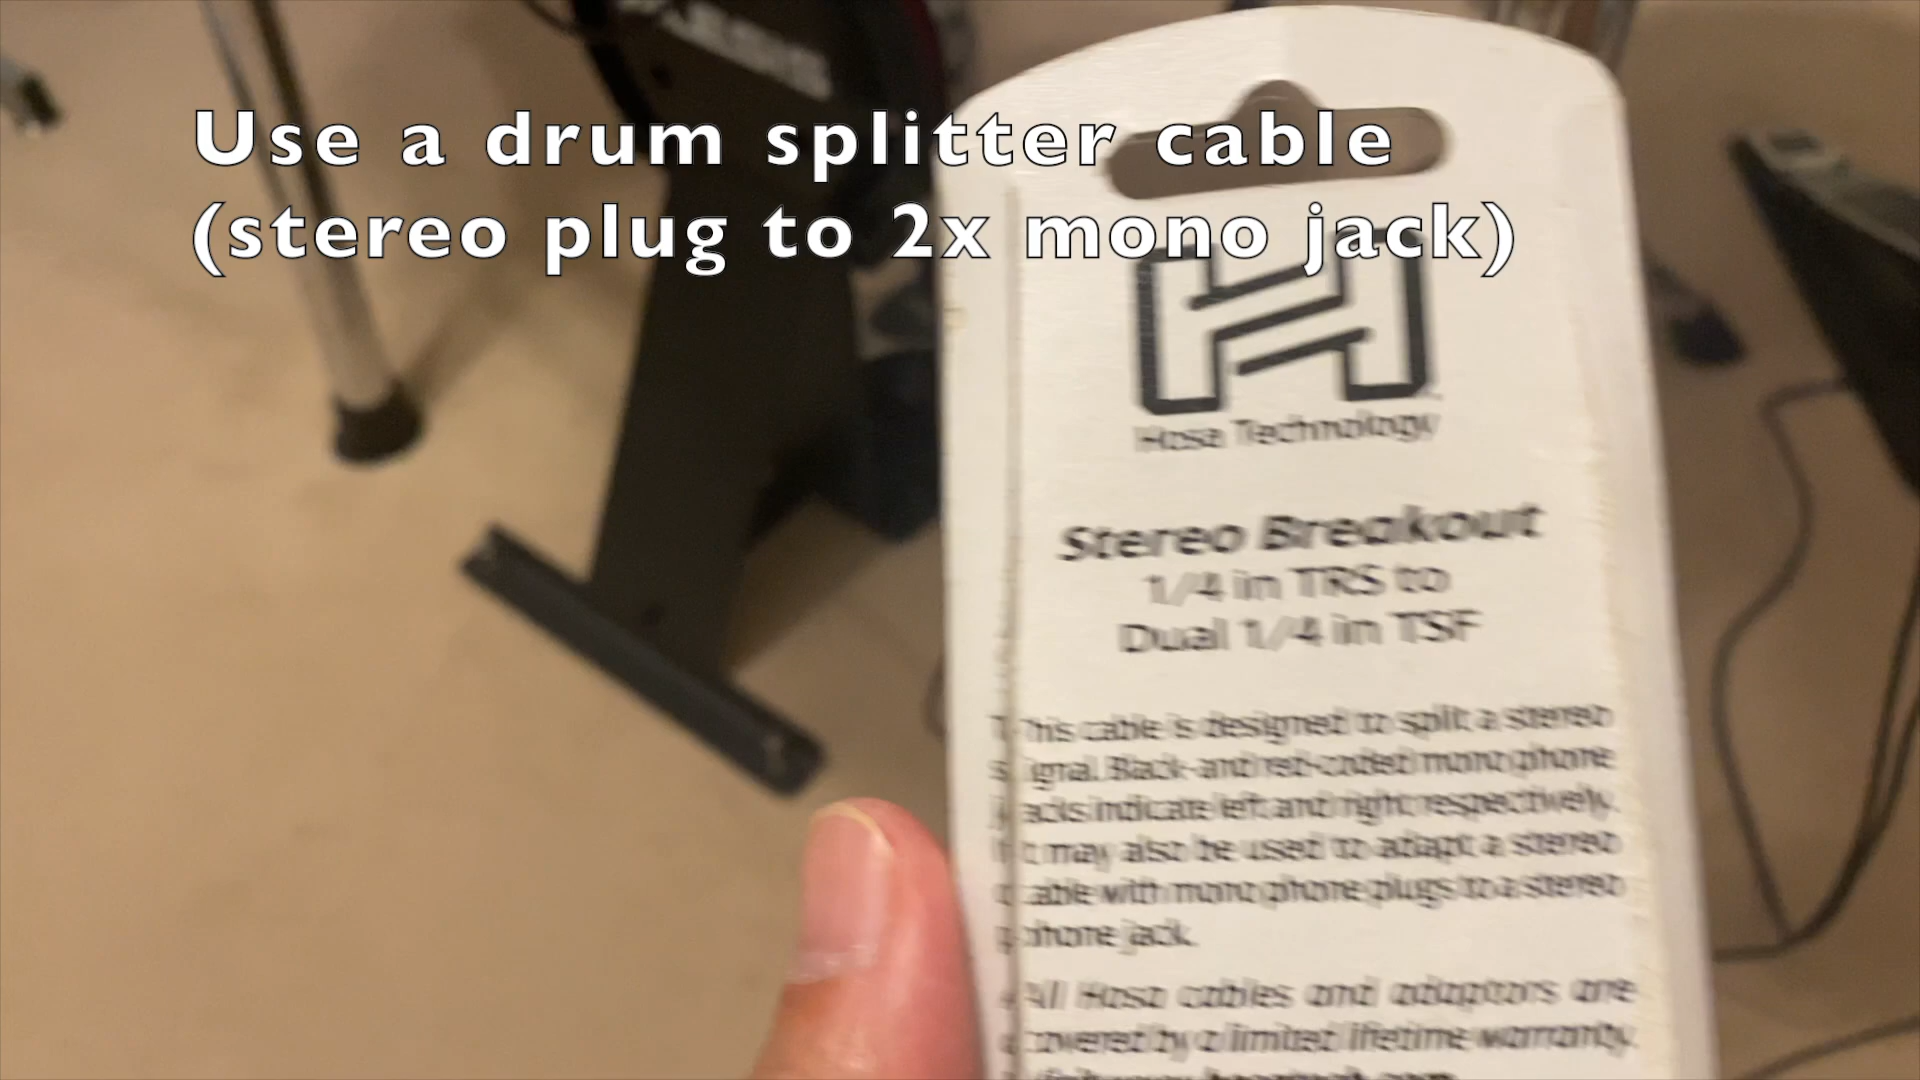 Use a drum splitter cable
(stereo plug to 2x mono jack)
Hosa Technology
Stereo Breakout
1/4 in TRS to
Dual 1/4 in TSF
This cable is designed to split a stereo
signal. Black- and red-coded mono phone
jacks indicate left and right respectively.
It may also be used to adapt a stereo
cable with mono phone plugs to a stereo
phone jack.
All Hosa cables and adaptors are
covered by a limited lifetime warranty.